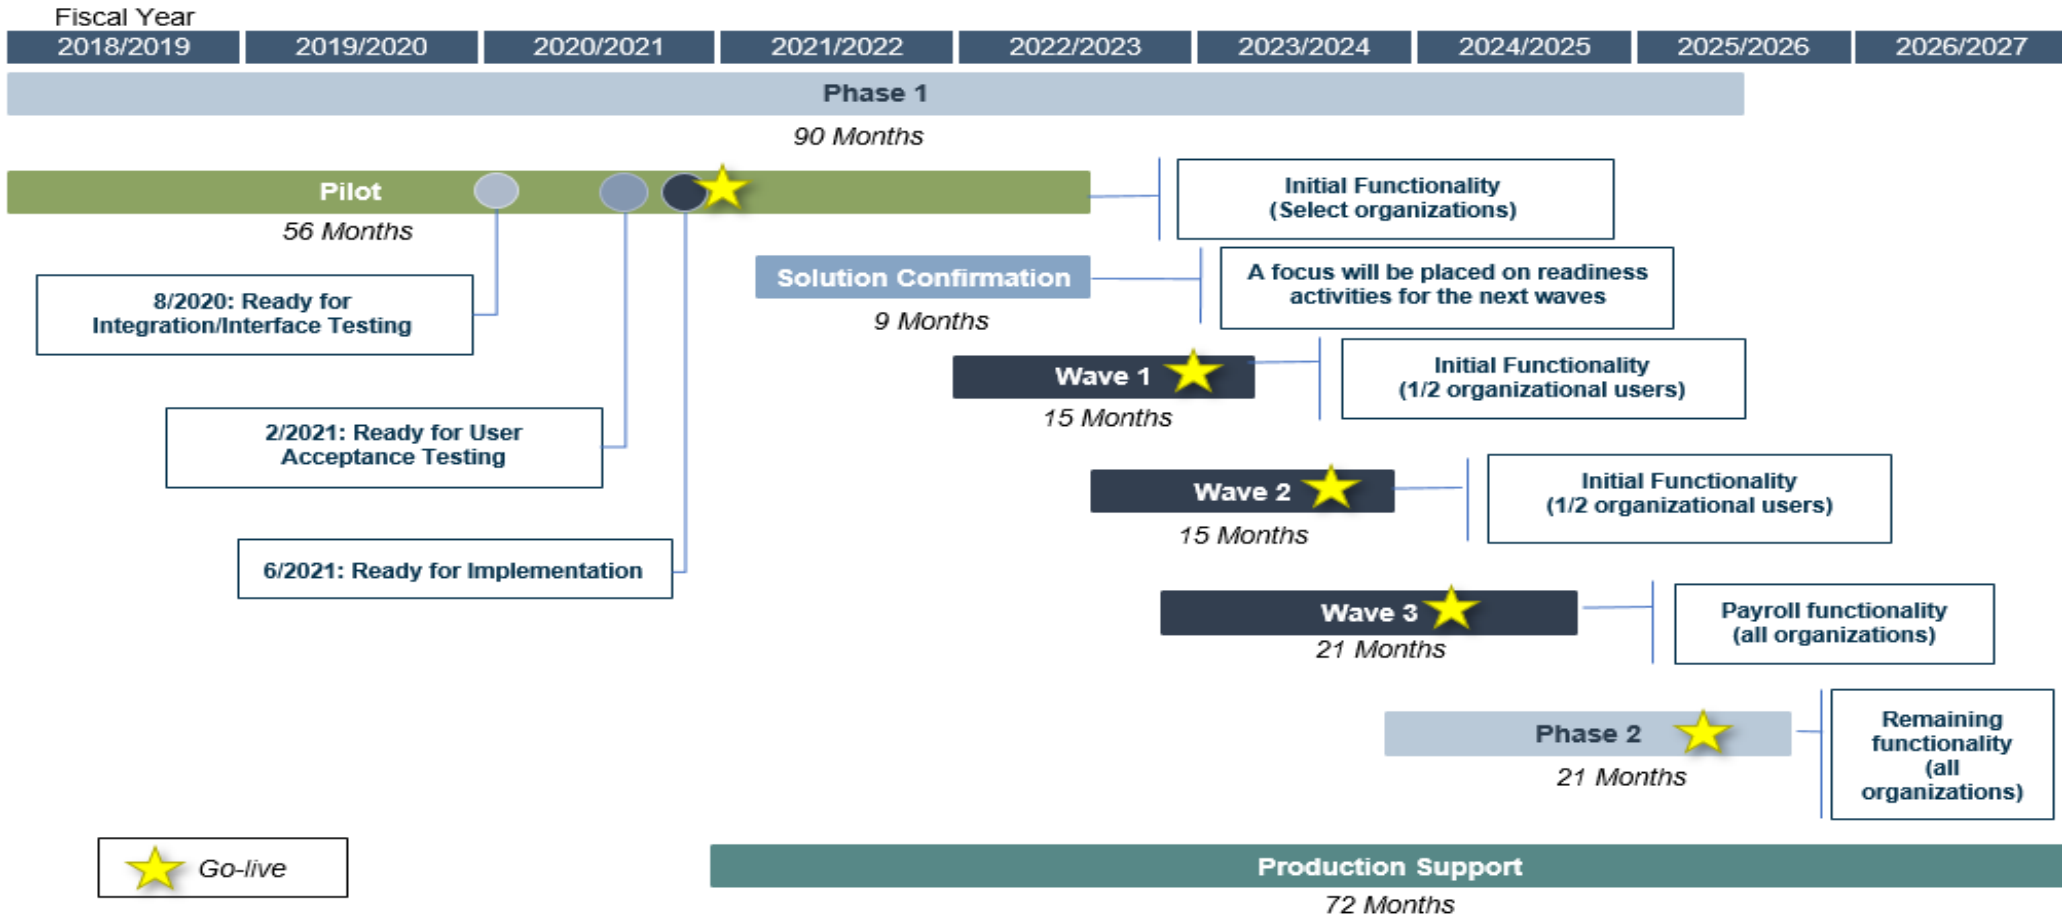 Fiscal Year
2018/2019
2019/2020
2020/2021
2021/2022
2022/2023
2023/2024
2024/2025
2025/2026
2026/2027
Phase 1
90 Months
Pilot
56 Months
Initial Functionality
(Select organizations)
Solution Confirmation
9 Months
A focus will be placed on readiness
activities for the next waves
8/2020: Ready for
Integration/Interface Testing
Wave 1
15 Months
Initial Functionality
(1/2 organizational users)
2/2021: Ready for User
Acceptance Testing
Wave 2
15 Months
Initial Functionality
(1/2 organizational users)
6/2021: Ready for Implementation
Wave 3
21 Months
Payroll functionality
(all organizations)
Phase 2
21 Months
Remaining
functionality
(all
organizations)
Go-live
Production Support
72 Months